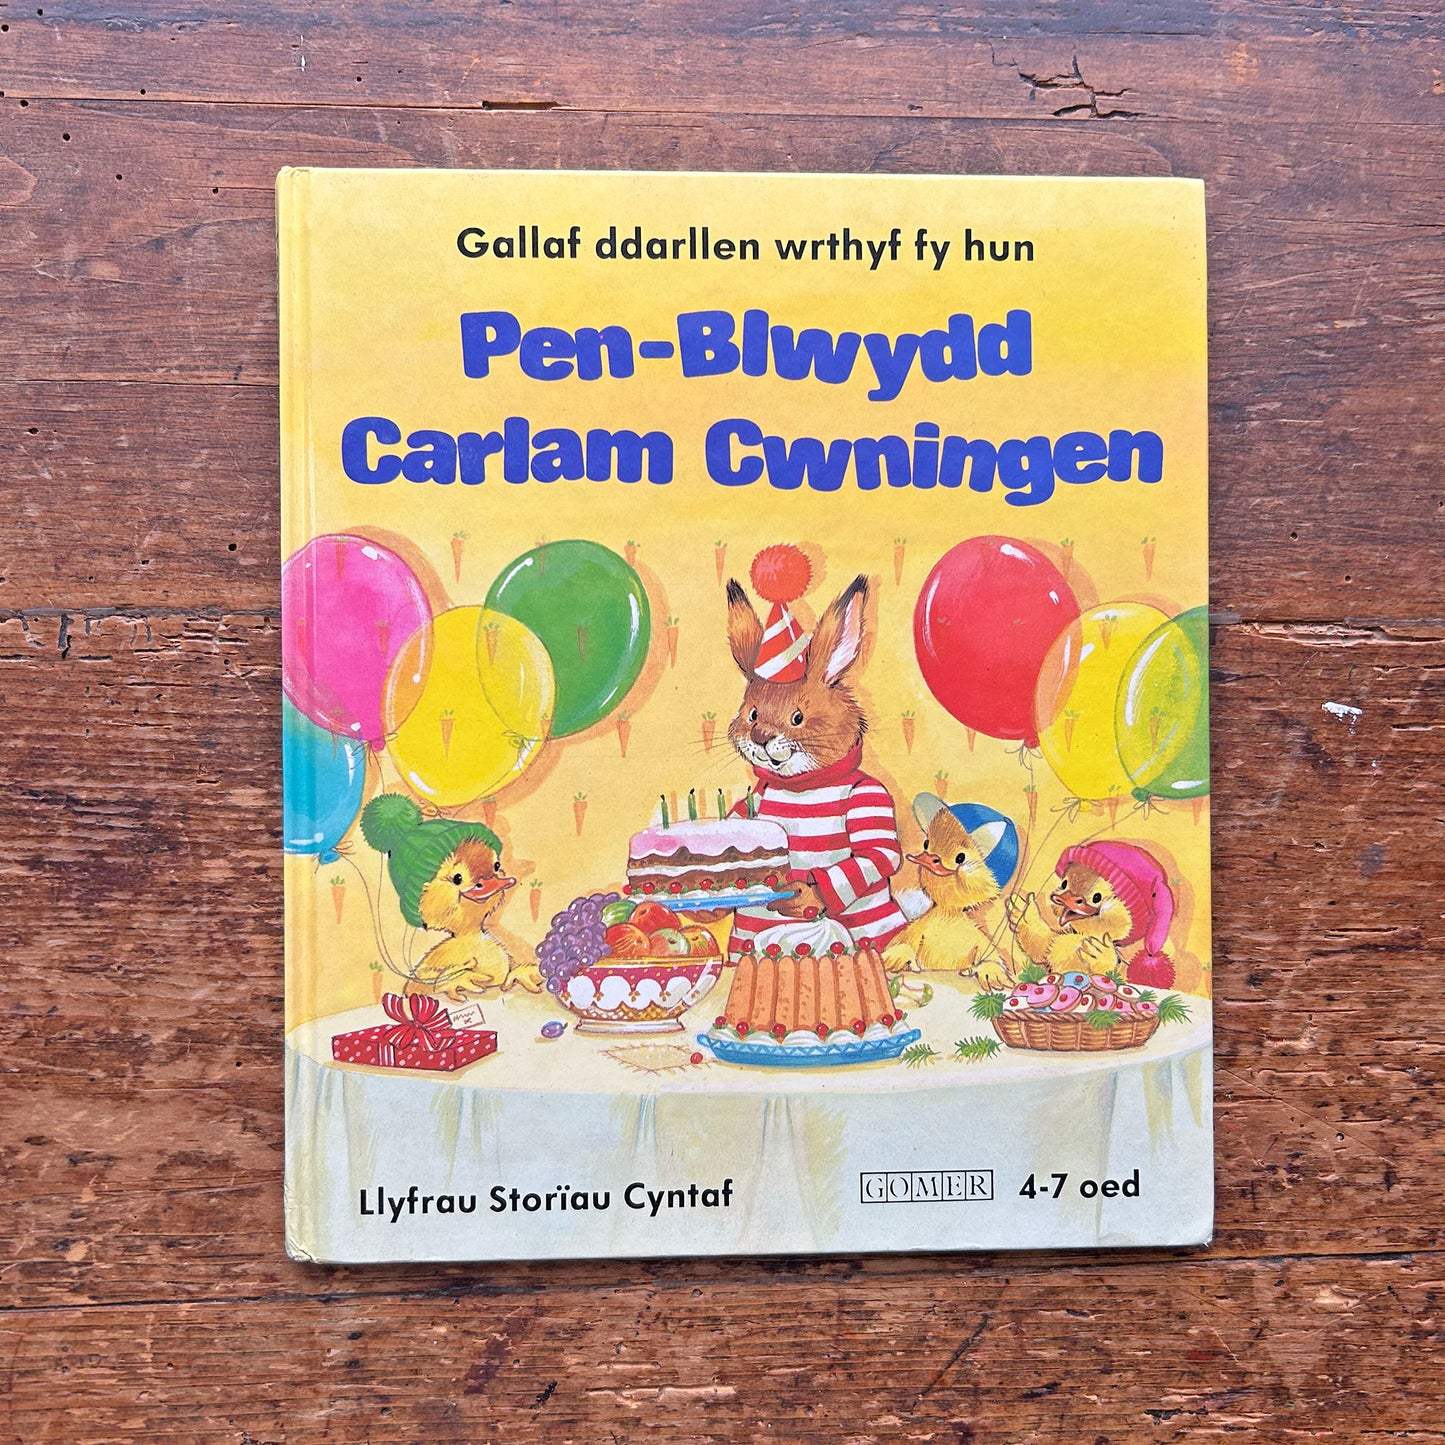 Gallaf ddarllen wrthyf fy hun
Pen-Blwydd
Carlam Cwningen
Llyfrau Storïau Cyntaf
GOMER 4-7 oed